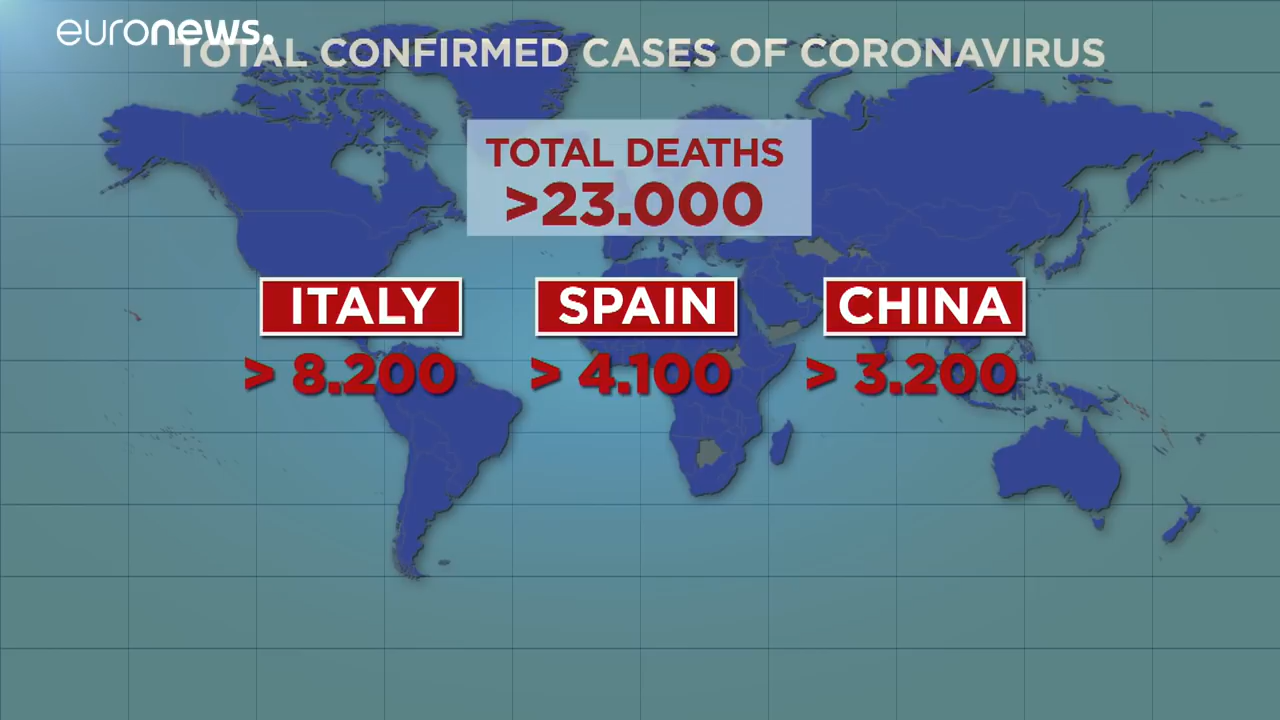 euronews.
TOTAL CONFIRMED CASES OF CORONAVIRUS
TOTAL DEATHS
>23.000
ITALY SPAIN CHINA
> 8.200 > 4.100 > 3.200